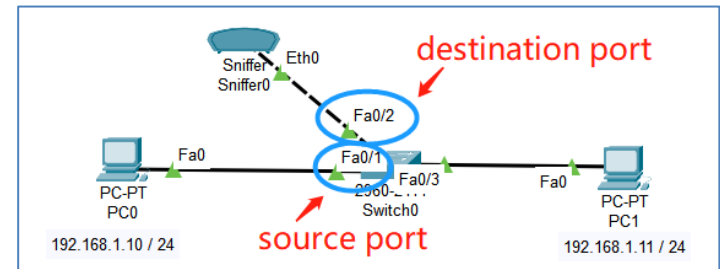 destination port
Eth0
Sniffer
Sniffer0
Fa0/2
Fa0
Fa0/1
Fa0/3
Fa0
PC-PT
PC0
Switch0
PC-PT
PC1
source port
192.168.1.10 / 24
192.168.1.11 / 24